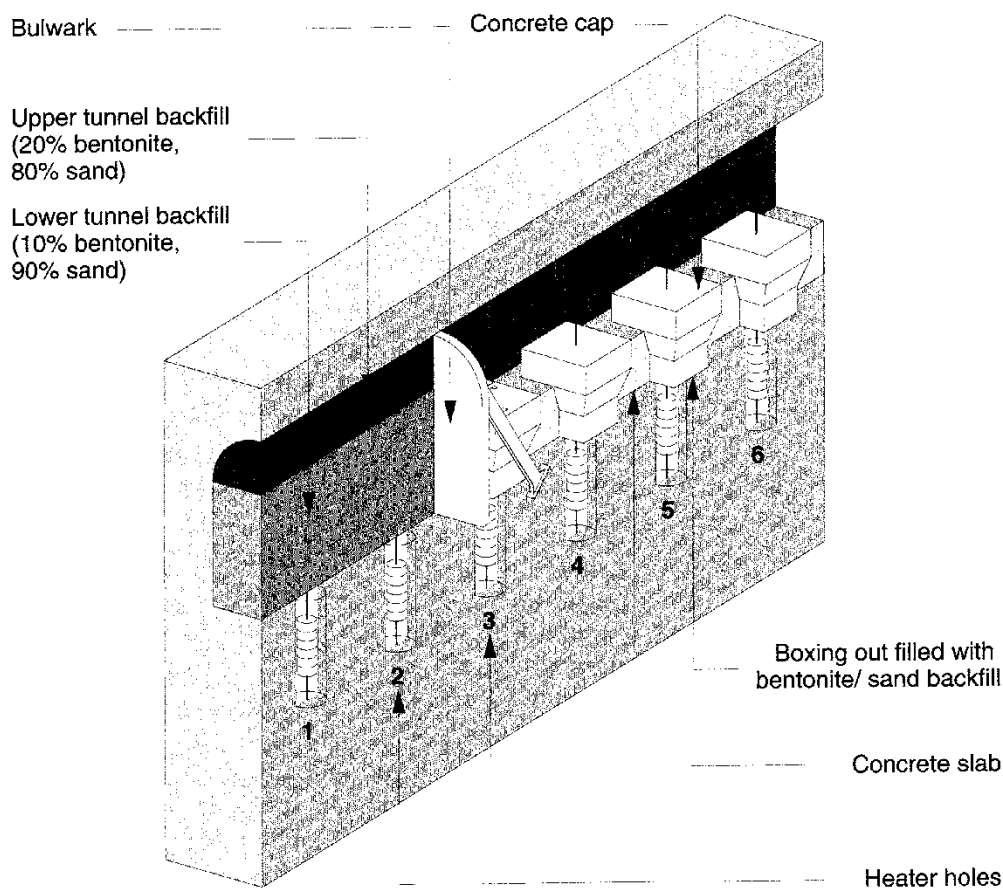 Bulwark
Concrete cap
Upper tunnel backfill
(20% bentonite,
80% sand)
Lower tunnel backfill
(10% bentonite,
90% sand)
6
5
4
3
2
1
Boxing out filled with
bentonite/ sand backfill
Concrete slab
Heater holes